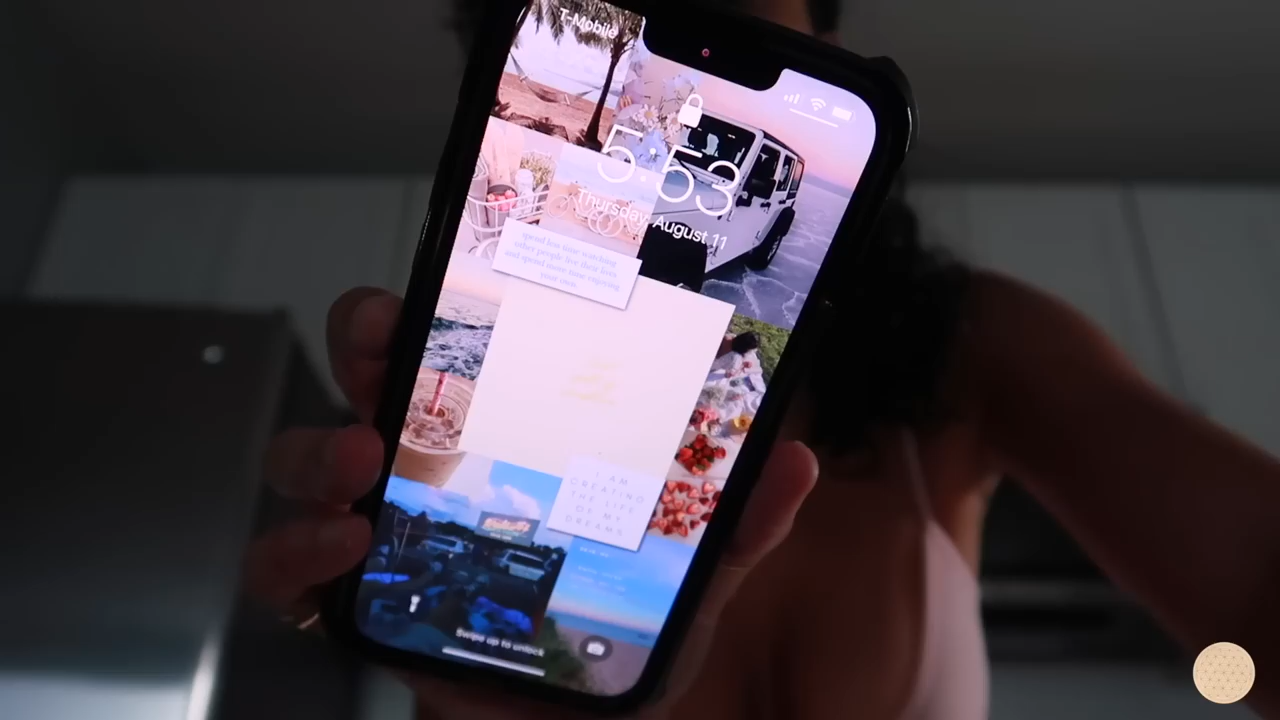 T-Mobile
5:53
Thursday, August 11
spend less time watching
other people live their lives
and spend more time enjoying
your own.
I AM
CREATING
THE LIFE
OF MY
DREAMS
Swipe up to unlock